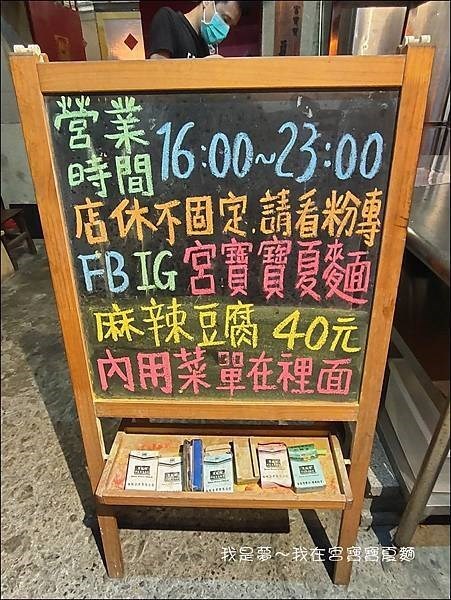 營業
時間 16:00~23:00
店休不固定.請看粉專
FB IG 宮寶寶夏麵
麻辣豆腐 40元
內用菜單在裡面
我是夢~我在宮寶寶夏麵